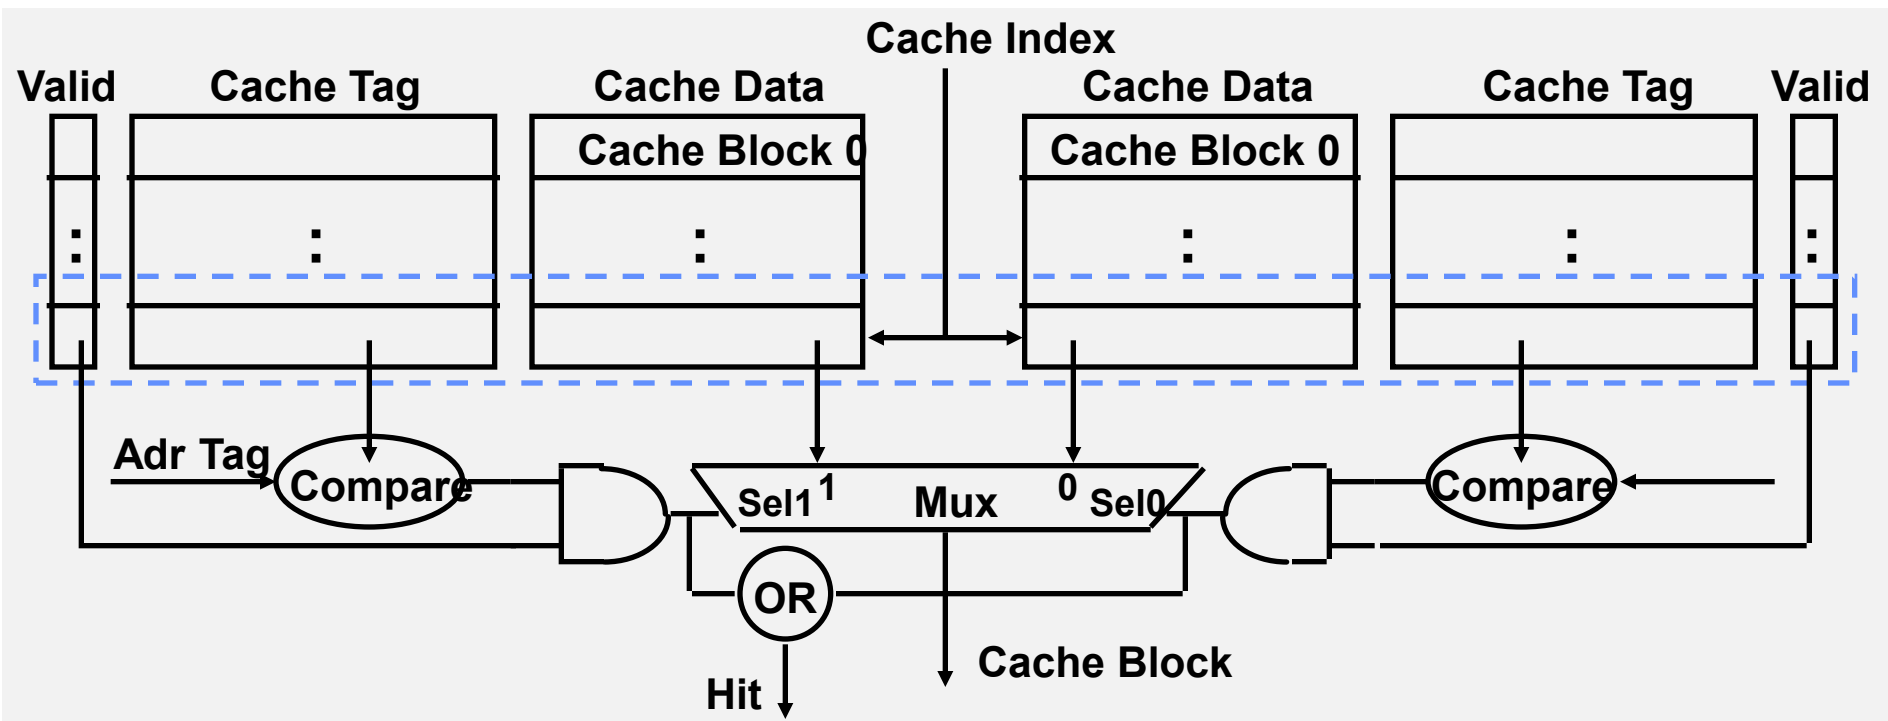 Cache Index
Valid Cache Tag Cache Data Cache Data Cache Tag Valid
Cache Block 0 Cache Block 0
: : : : : :
Adr Tag
Compare Sel1 1 Mux 0 Sel0 Compare
OR
Cache Block
Hit